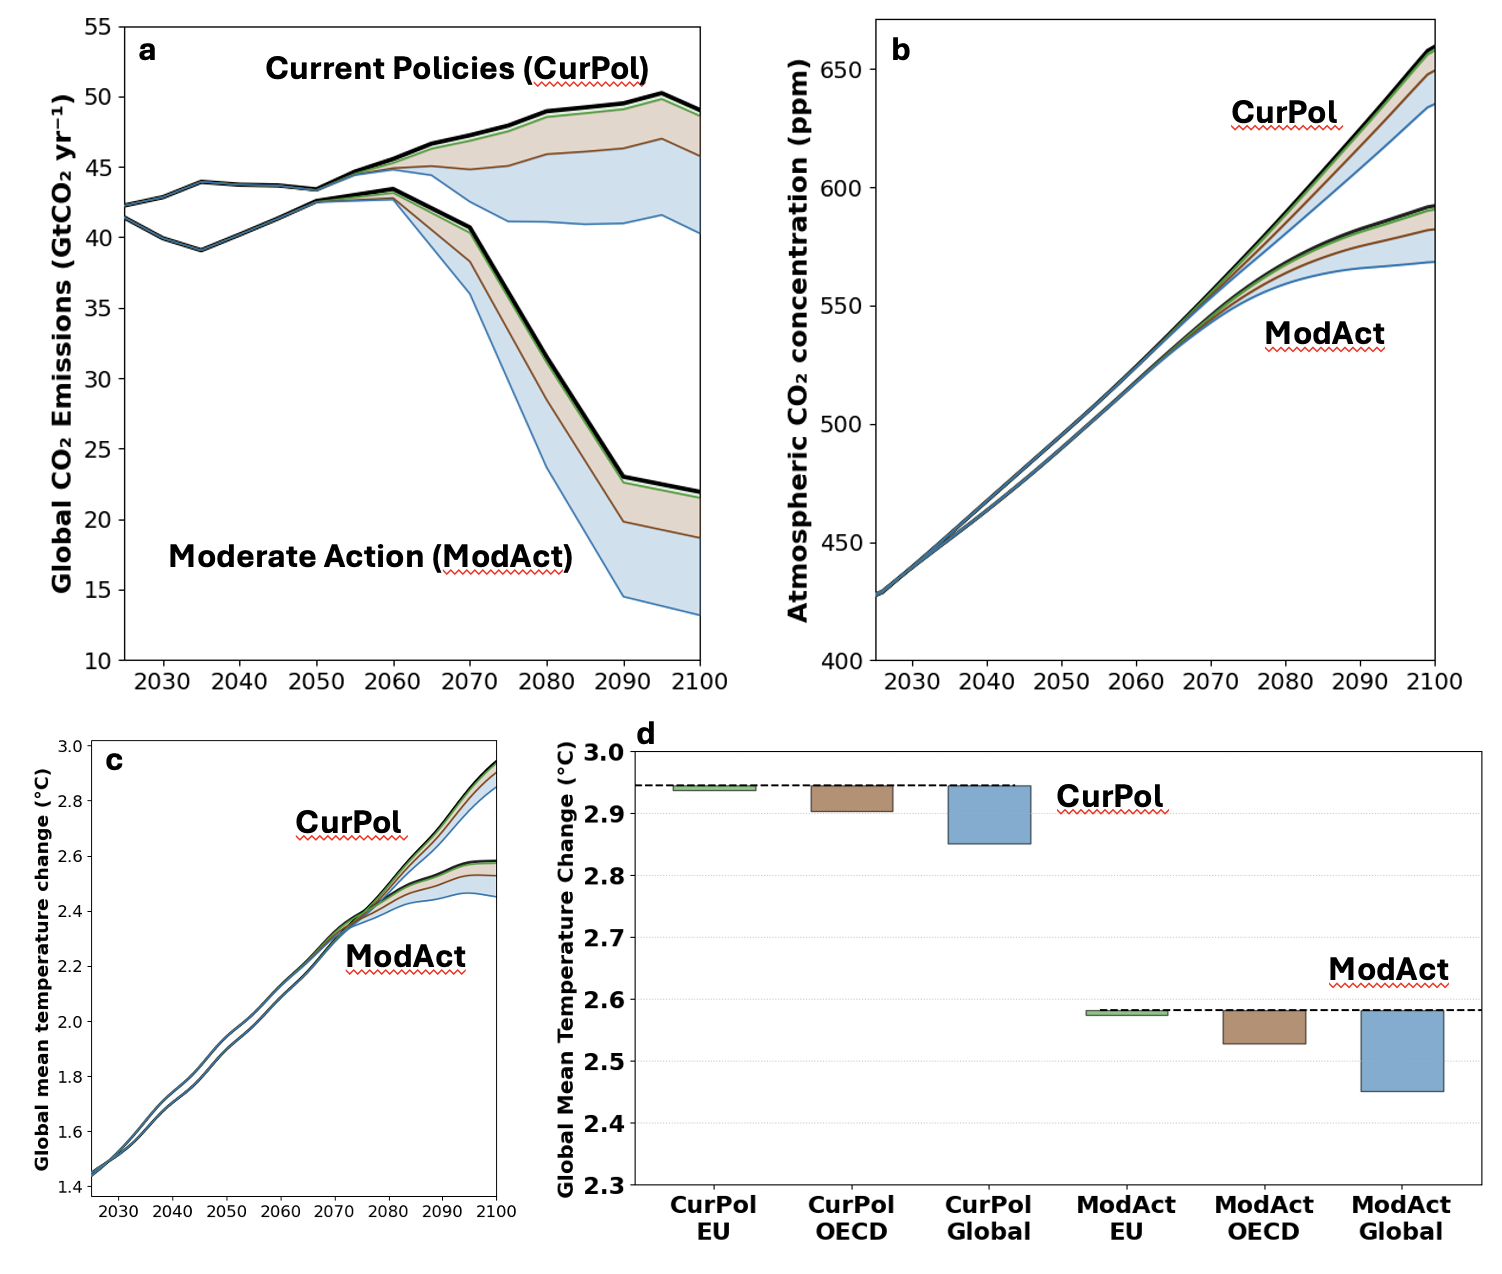 a
Current Policies (CurPol)
Moderate Action (ModAct)
Global CO₂ Emissions (GtCO₂ yr⁻¹)
55
50
45
40
35
30
25
20
15
10
2030 2040 2050 2060 2070 2080 2090 2100
b
CurPol
ModAct
Atmospheric CO₂ concentration (ppm)
650
600
550
500
450
400
2030 2040 2050 2060 2070 2080 2090 2100
c
CurPol
ModAct
Global mean temperature change (°C)
3.0
2.8
2.6
2.4
2.2
2.0
1.8
1.6
1.4
2030 2040 2050 2060 2070 2080 2090 2100
d
CurPol
ModAct
Global Mean Temperature Change (°C)
3.0
2.9
2.8
2.7
2.6
2.5
2.4
2.3
CurPol CurPol CurPol ModAct ModAct ModAct
EU OECD Global EU OECD Global